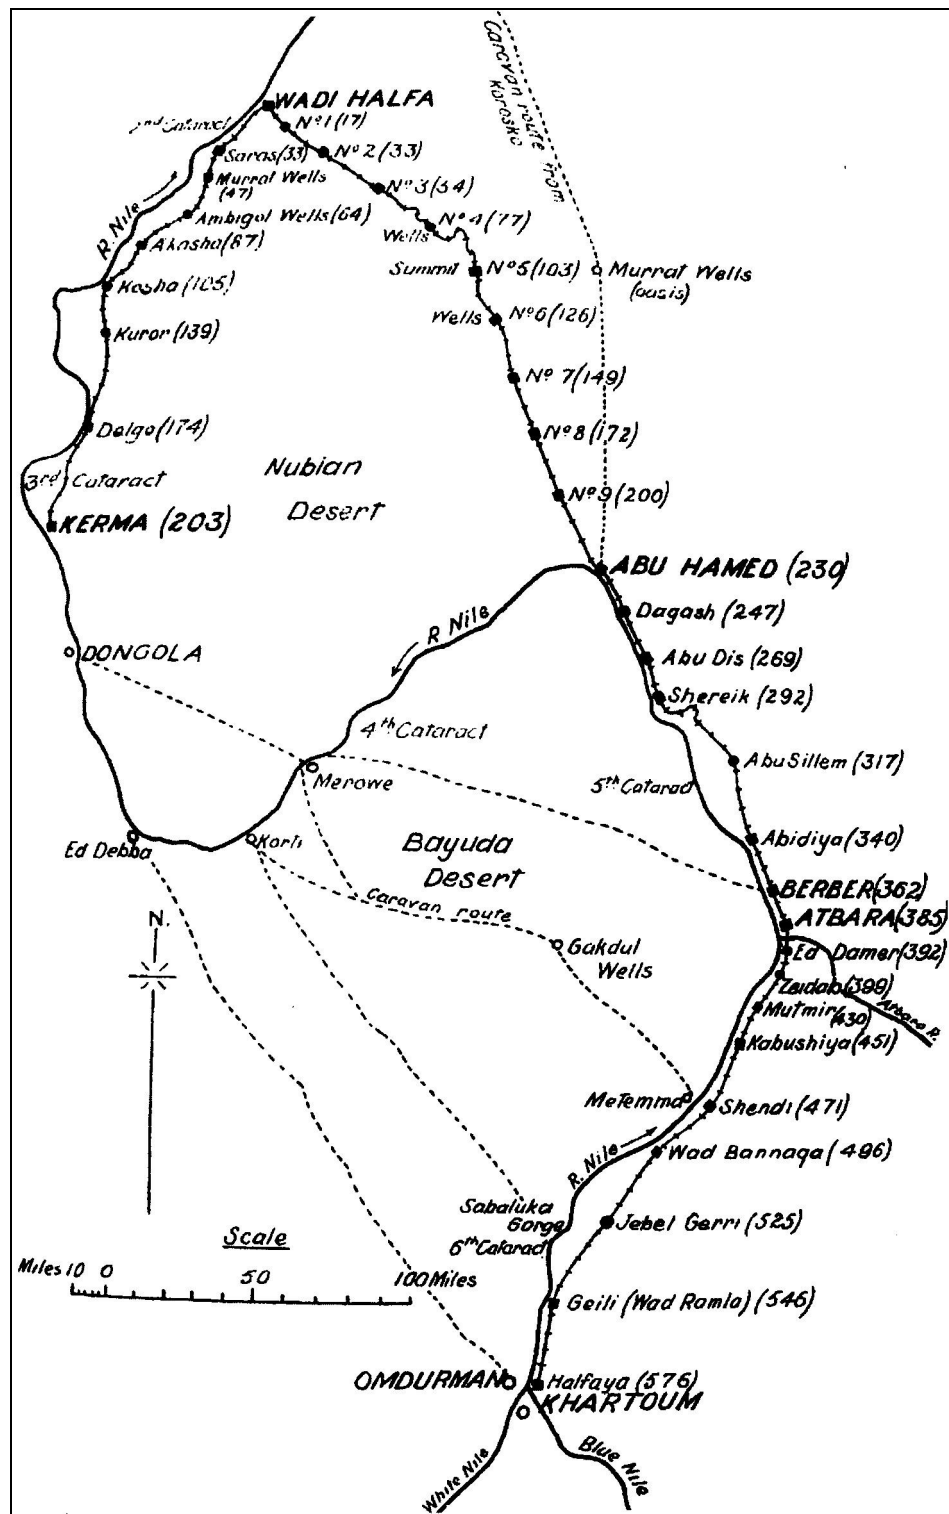 WADI HALFA
2nd Cataract
Nº1 (17)
Saras (33)
Nº2 (33)
Murrat Wells
(47)
Nº3 (54)
R. Nile
Ambigol Wells (64)
Nº4 (77)
Wells
Akasha (87)
Caravan route from
Korosko
Summit
Nº5 (103)
Murrat Wells
(oasis)
Kosha (105)
Wells
Nº6 (126)
Kuror (139)
Nº 7 (149)
Delgo (174)
Nº8 (172)
Nubian
Desert
3rd Cataract
Nº9 (200)
KERMA (203)
ABU HAMED (230)
Dagash (247)
R Nile
DONGOLA
Abu Dis (269)
Shereik (292)
4th Cataract
Merowe
Abu Sillem (317)
5th Catarad
Ed Debba
Korti
Bayuda
Desert
Abidiya (340)
Caravan route
BERBER (362)
ATBARA (385)
N.
Gakdul
Wells
Ed Damer (392)
Zeidab (399)
Mutmir (430)
Atbara R.
Kabushiya (451)
MeTemma
Shendi (471)
R. Nile
Wad Bannaqa (496)
Sabaluka
Gorge
6th Cataract
Jebel Gerri (525)
Scale
Miles 10 0 50 100 Miles
Geili (Wad Ramla) (546)
OMDURMAN
Halfaya (576)
KHARTOUM
White Nile
Blue Nile